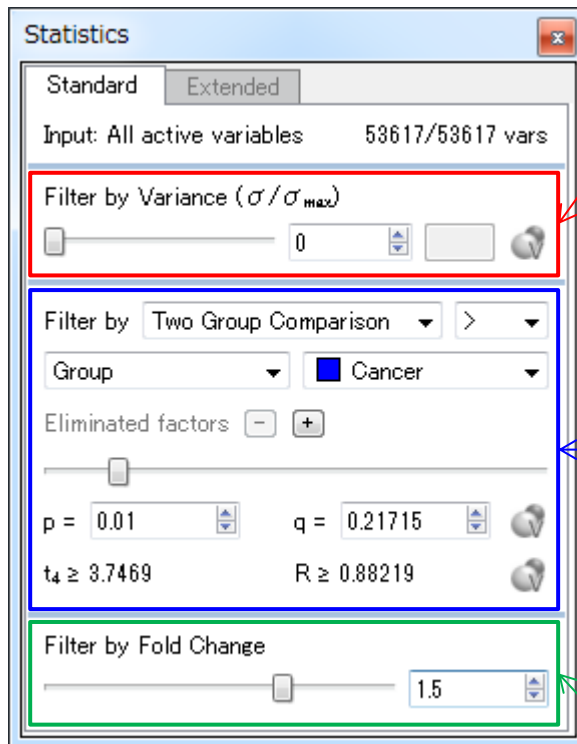 Statistics
Standard Extended
Input: All active variables 53617/53617 vars
Filter by Variance (σ/σmax)
0
Filter by Two Group Comparison >
Group Cancer
Eliminated factors - +
p = 0.01 q = 0.21715
t4 ≥ 3.7469 R ≥ 0.88219
Filter by Fold Change
1.5